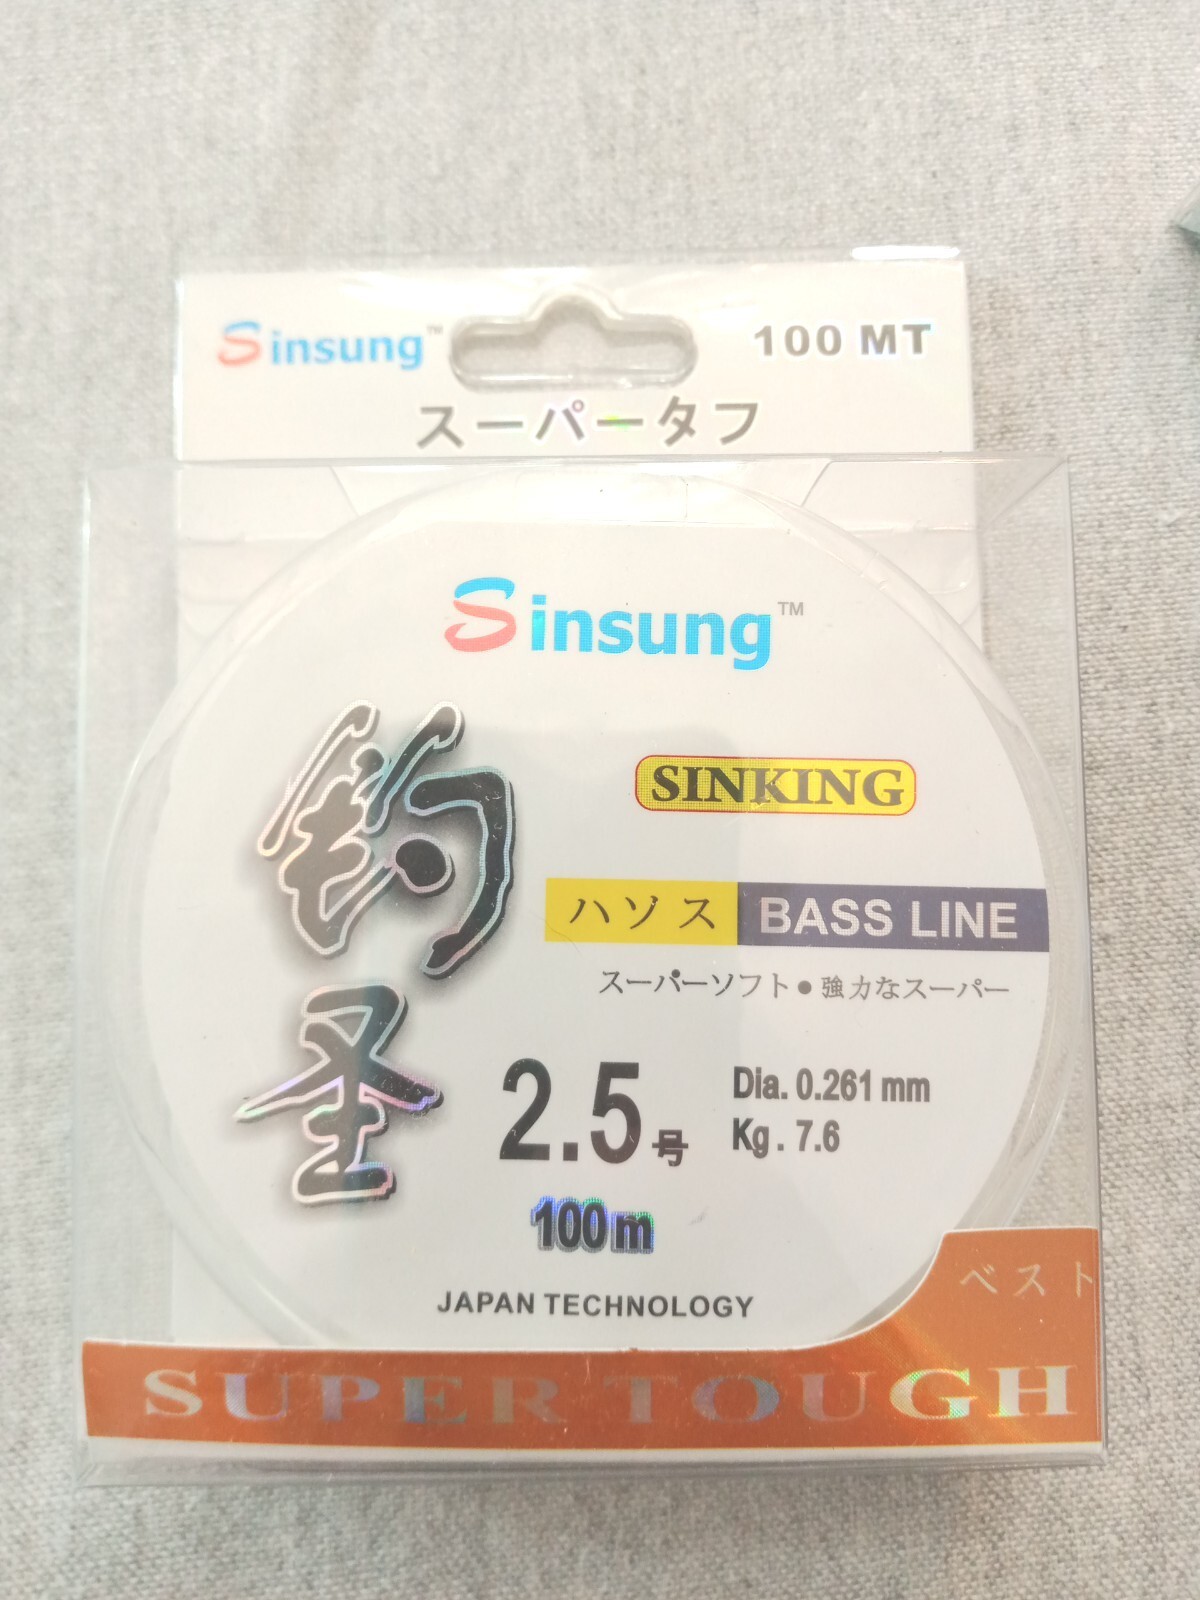 Sinsung™
100 MT
スーパータフ
Sinsung™
釣圣
SINKING
ハソス BASS LINE
スーパーソフト●強力なスーパー
2.5号
Dia. 0.261 mm
Kg . 7.6
100m
JAPAN TECHNOLOGY
ベスト
SUPER TOUGH